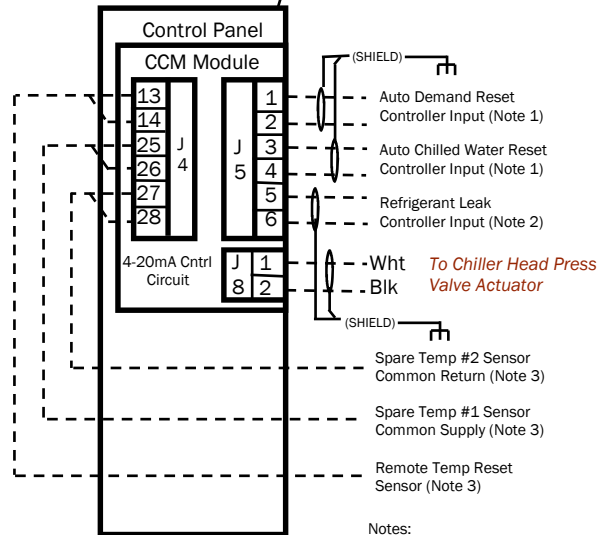 Control Panel
CCM Module
(SHIELD)
13
14
25
26
27
28
J
4
J
5
1
2
3
4
5
6
Auto Demand Reset
Controller Input (Note 1)
Auto Chilled Water Reset
Controller Input (Note 1)
Refrigerant Leak
Controller Input (Note 2)
4-20mA Cntrl
Circuit
J 1
8 2
Wht
Blk
To Chiller Head Press
Valve Actuator
(SHIELD)
Spare Temp #2 Sensor
Common Return (Note 3)
Spare Temp #1 Sensor
Common Supply (Note 3)
Remote Temp Reset
Sensor (Note 3)
Notes: